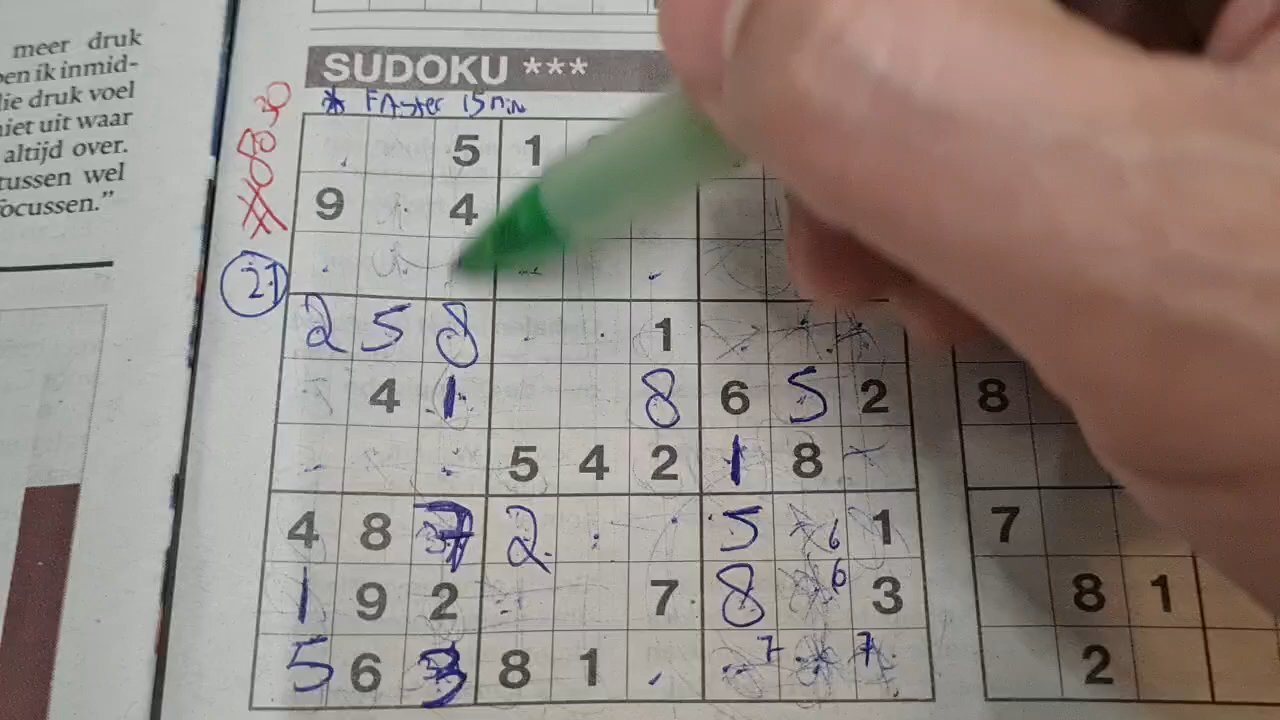 meer druk
ben ik inmid-
die druk voel
niet uit waar
altijd over.
tussen wel
focussen.”
SUDOKU ***
* Faster 15 min
#08030
21
5 1
9 4
2 5 8 1
4 1 8 6 5 2 8
5 4 2 1 8
4 8 7 2 5 6 1 7
1 9 2 7 8 6 3 8 1
5 6 3 8 1 7 7 2